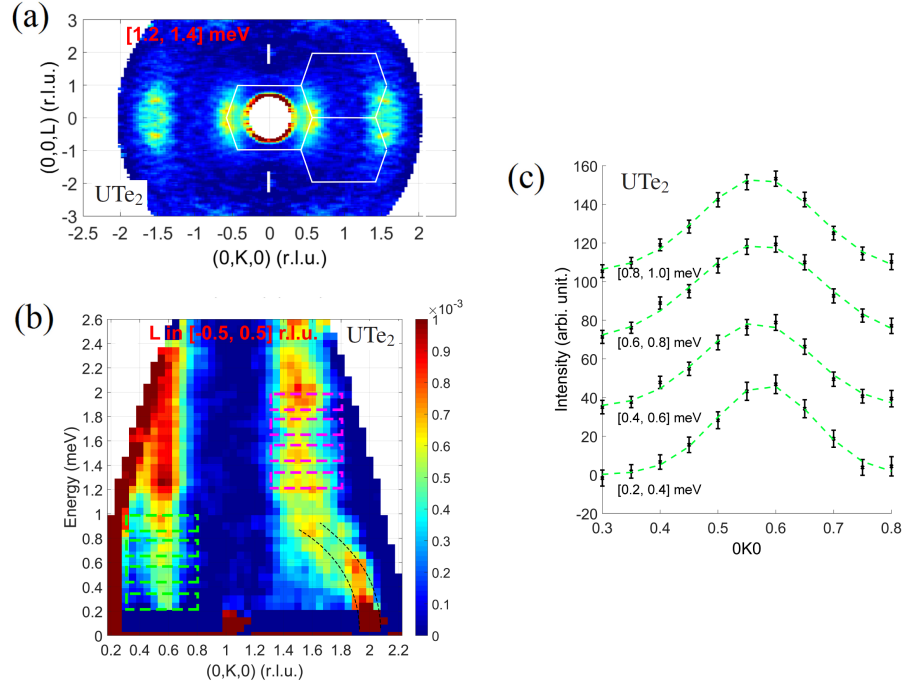 (a)
[1.2, 1.4] meV
UTe2
(0,0,L) (r.l.u.)
3
2
1
0
-1
-2
-3
-2.5 -2 -1.5 -1 -0.5 0 0.5 1 1.5 2 2.5
(0,K,0) (r.l.u.)
(b)
L in [-0.5, 0.5] r.l.u.
UTe2
×10-3
Energy (meV)
2.6
2.4
2.2
2
1.8
1.6
1.4
1.2
1
0.8
0.6
0.4
0.2
0
0.2 0.4 0.6 0.8 1 1.2 1.4 1.6 1.8 2 2.2
(0,K,0) (r.l.u.)
1
0.9
0.8
0.7
0.6
0.5
0.4
0.3
0.2
0.1
0
(c)
UTe2
Intensity (arbi. unit.)
160
140
120
100
80
60
40
20
0
-20
[0.8, 1.0] meV
[0.6, 0.8] meV
[0.4, 0.6] meV
[0.2, 0.4] meV
0.3 0.4 0.5 0.6 0.7 0.8
0K0